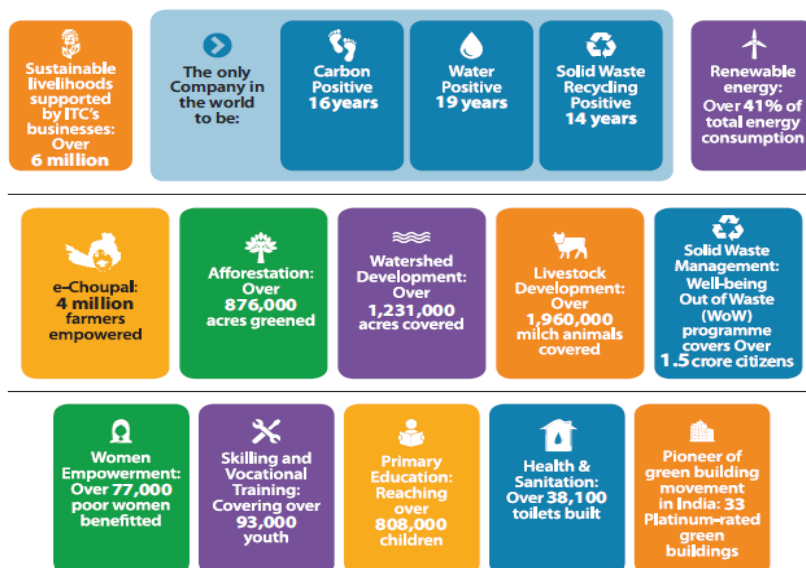 Sustainable
livelihoods
supported
by ITC's
businesses:
Over
6 million
The only
Company in
the world
to be:
Carbon
Positive
16 years
Water
Positive
19 years
Solid Waste
Recycling
Positive
14 years
Renewable
energy:
Over 41% of
total energy
consumption
e-Choupal:
4 million
farmers
empowered
Afforestation:
Over
876,000
acres greened
Watershed
Development:
Over
1,231,000
acres covered
Livestock
Development:
Over
1,960,000
milch animals
covered
Solid Waste
Management:
Well-being
Out of Waste
(WoW)
programme
covers Over
1.5 crore citizens
Women
Empowerment:
Over 77,000
poor women
benefitted
Skilling and
Vocational
Training:
Covering over
93,000
youth
Primary
Education:
Reaching
over
808,000
children
Health &
Sanitation:
Over 38,100
toilets built
Pioneer of
green building
movement
in India: 33
Platinum-rated
green
buildings